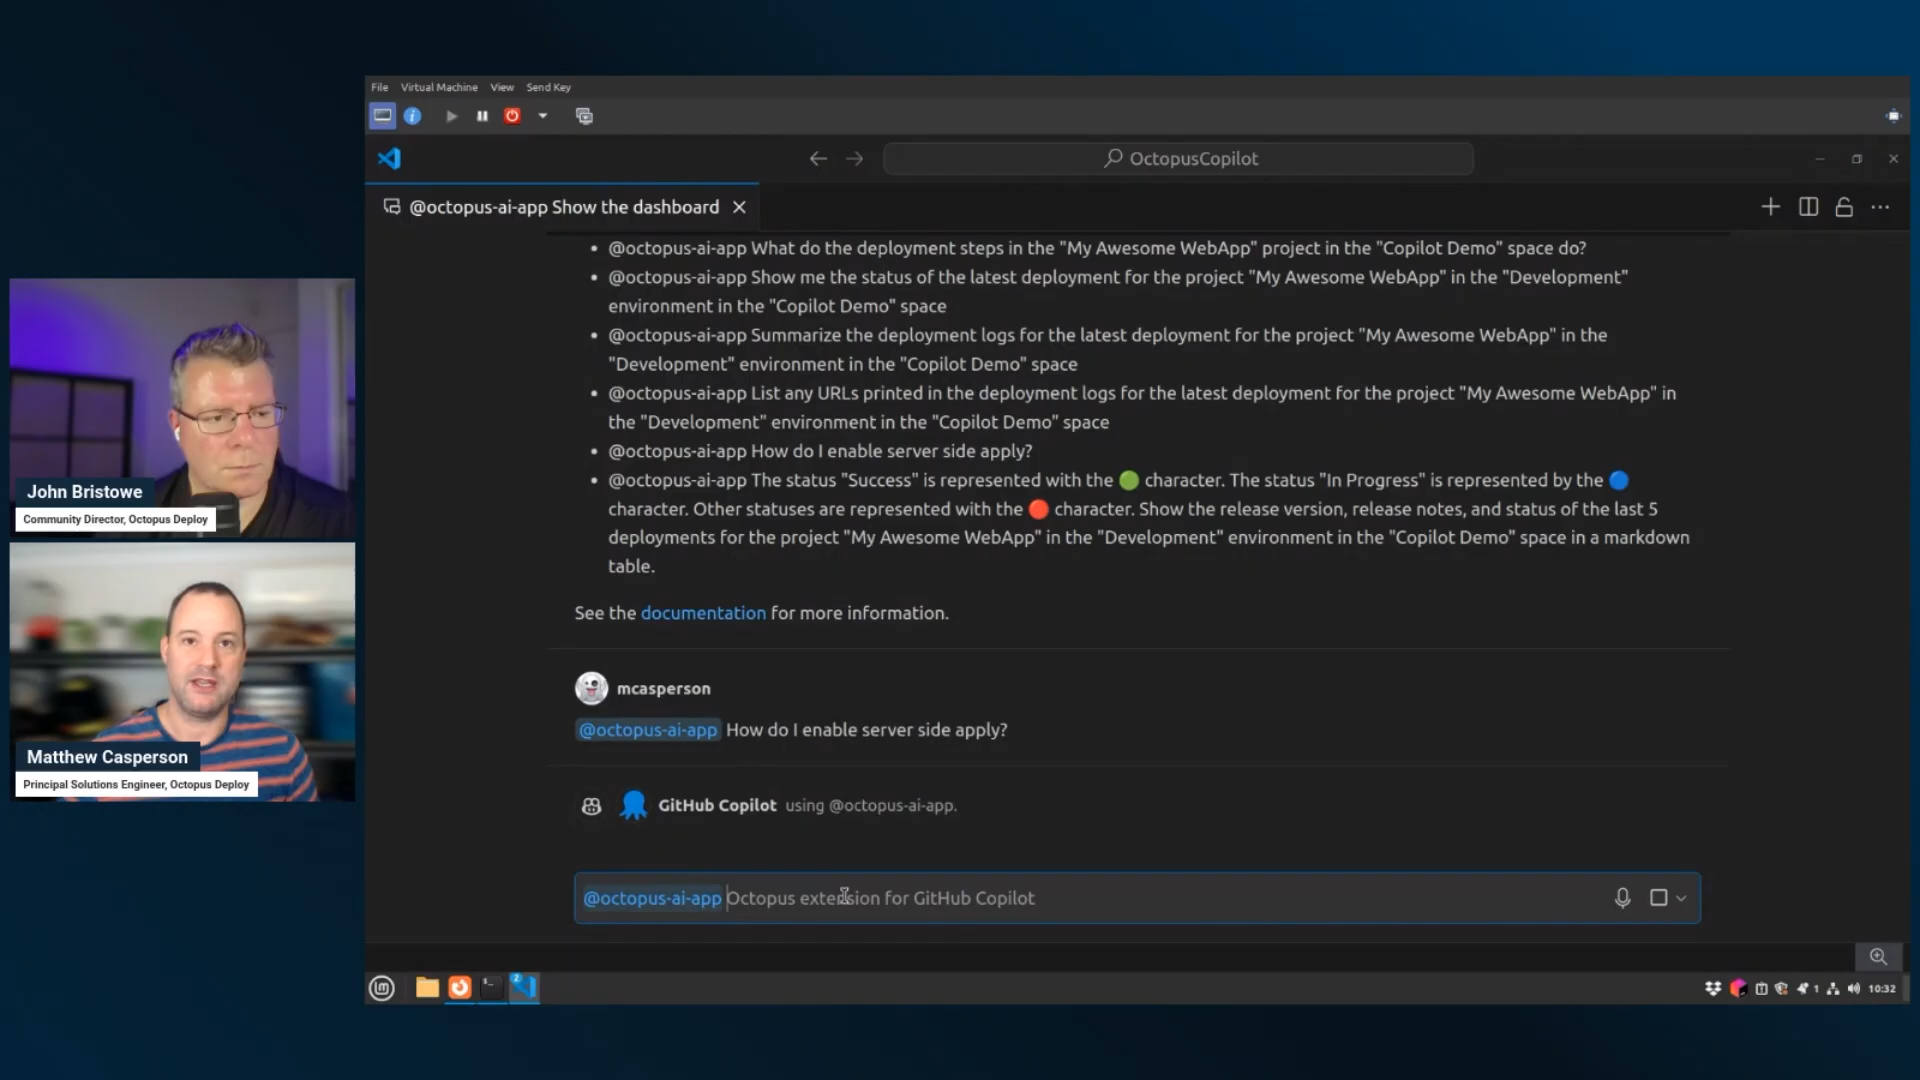 File Virtual Machine View Send Key
OctopusCopilot
@octopus-ai-app Show the dashboard
• @octopus-ai-app What do the deployment steps in the "My Awesome WebApp" project in the "Copilot Demo" space do?
• @octopus-ai-app Show me the status of the latest deployment for the project "My Awesome WebApp" in the "Development"
environment in the "Copilot Demo" space
• @octopus-ai-app Summarize the deployment logs for the latest deployment for the project "My Awesome WebApp" in the
"Development" environment in the "Copilot Demo" space
• @octopus-ai-app List any URLs printed in the deployment logs for the latest deployment for the project "My Awesome WebApp" in
the "Development" environment in the "Copilot Demo" space
• @octopus-ai-app How do I enable server side apply?
• @octopus-ai-app The status "Success" is represented with the 🟢 character. The status "In Progress" is represented by the 🔵
character. Other statuses are represented with the 🔴 character. Show the release version, release notes, and status of the last 5
deployments for the project "My Awesome WebApp" in the "Development" environment in the "Copilot Demo" space in a markdown
table.
See the documentation for more information.
mcasperson
@octopus-ai-app How do I enable server side apply?
GitHub Copilot using @octopus-ai-app.
@octopus-ai-app Octopus extension for GitHub Copilot
John Bristowe
Community Director, Octopus Deploy
Matthew Casperson
Principal Solutions Engineer, Octopus Deploy
2
1 10:32